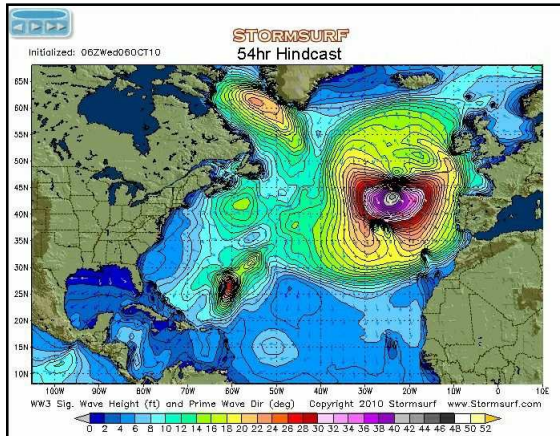 STORMSURF
Initialized: 06ZWed06OCT10
54hr Hindcast
65N
60N
55N
50N
45N
40N
35N
30N
25N
20N
15N
10N
100W 90W 80W 70W 60W 50W 40W 30W 20W 10W 0 10E
WW3 Sig. Wave Height (ft) and Prime Wave Dir (deg) Copyright 2010 Stormsurf www.Stormsurf.com
0 2 4 6 8 10 12 14 16 18 20 22 24 26 28 30 32 34 36 38 40 42 44 46 48 50 52